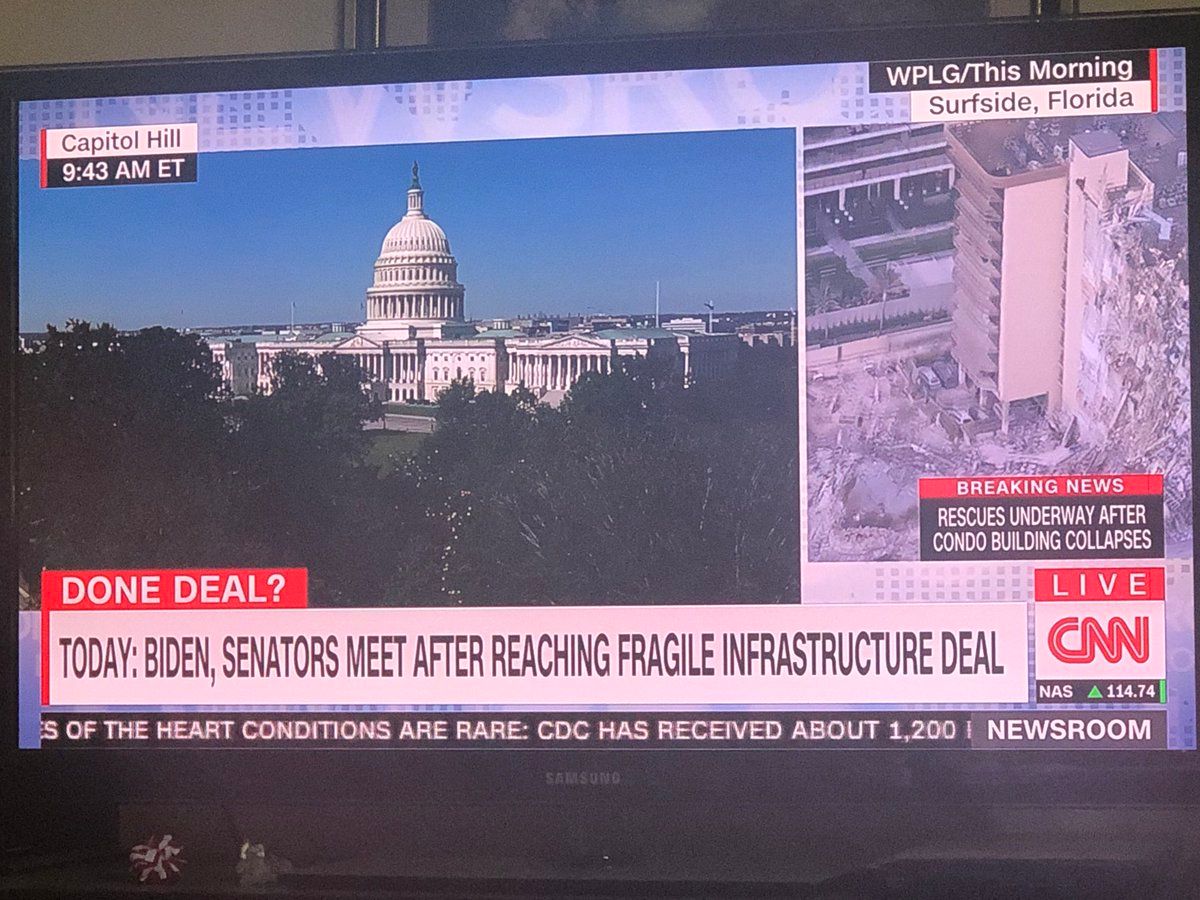 WPLG/This Morning
Surfside, Florida
Capitol Hill
9:43 AM ET
BREAKING NEWS
RESCUES UNDERWAY AFTER
CONDO BUILDING COLLAPSES
DONE DEAL?
TODAY: BIDEN, SENATORS MEET AFTER REACHING FRAGILE INFRASTRUCTURE DEAL
LIVE
CNN
NAS ▲ 114.74
ES OF THE HEART CONDITIONS ARE RARE: CDC HAS RECEIVED ABOUT 1,200
NEWSROOM
SAMSUNG